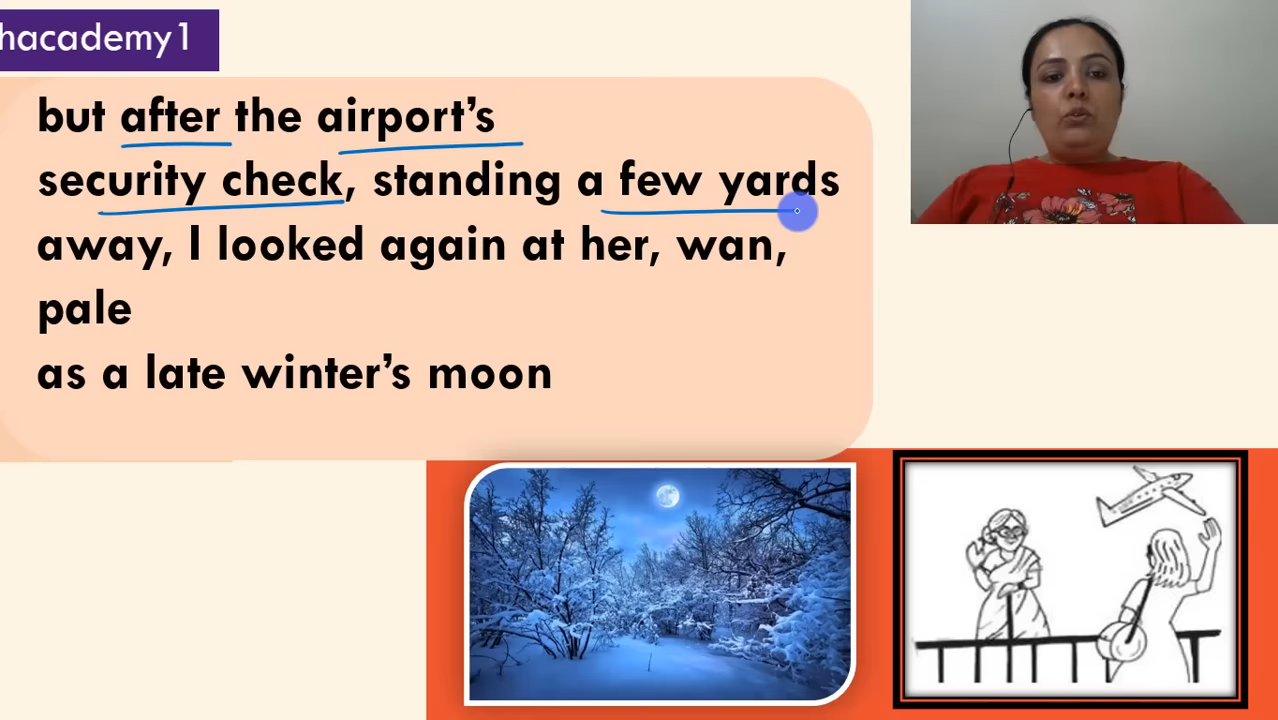 hacademy1
but after the airport's
security check, standing a few yards
away, I looked again at her, wan,
pale
as a late winter's moon